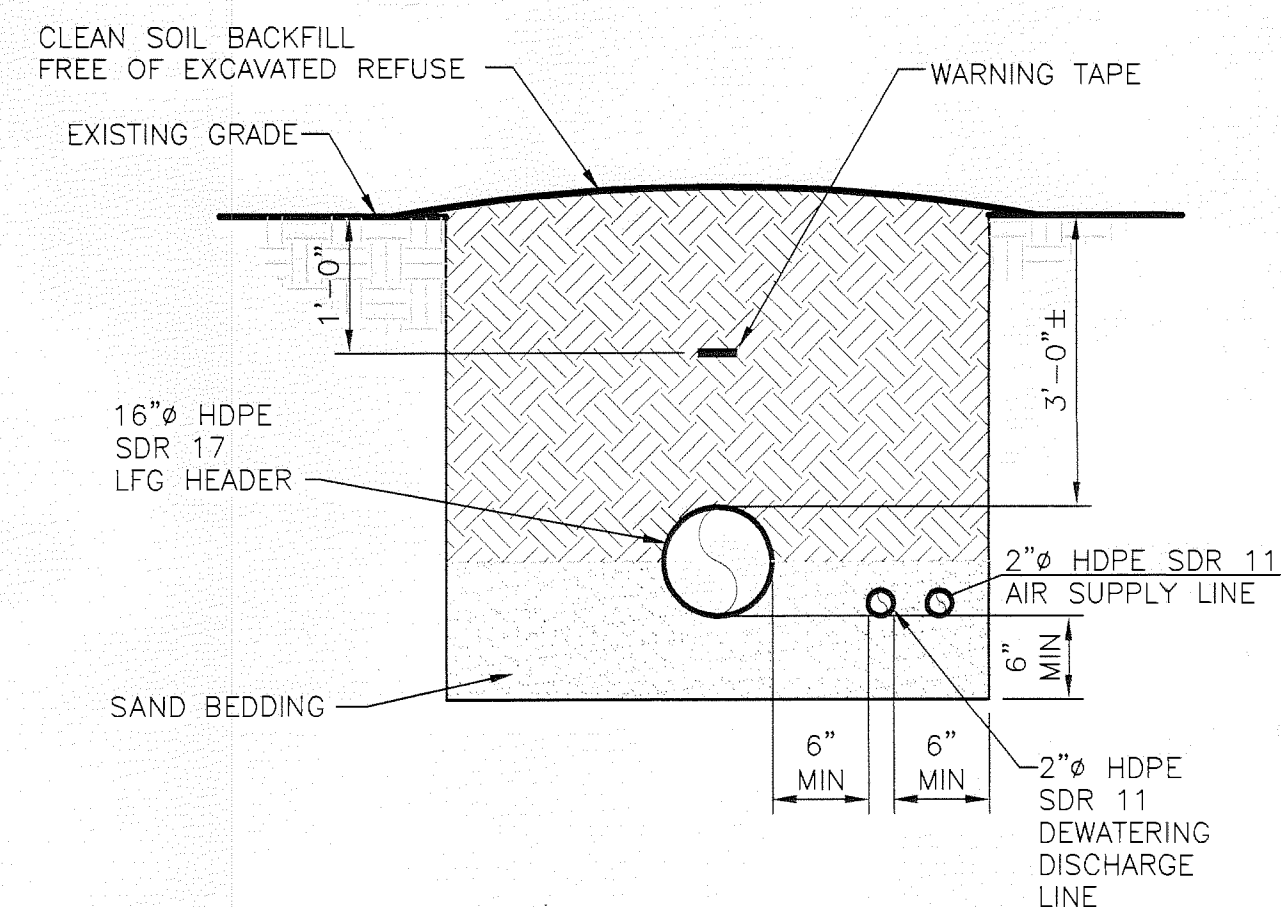 CLEAN SOIL BACKFILL
FREE OF EXCAVATED REFUSE
WARNING TAPE
EXISTING GRADE
1'-0"
3'-0"±
16"ø HDPE
SDR 17
LFG HEADER
2"ø HDPE SDR 11
AIR SUPPLY LINE
6"
MIN
SAND BEDDING
6"
MIN
6"
MIN
2"ø HDPE
SDR 11
DEWATERING
DISCHARGE
LINE